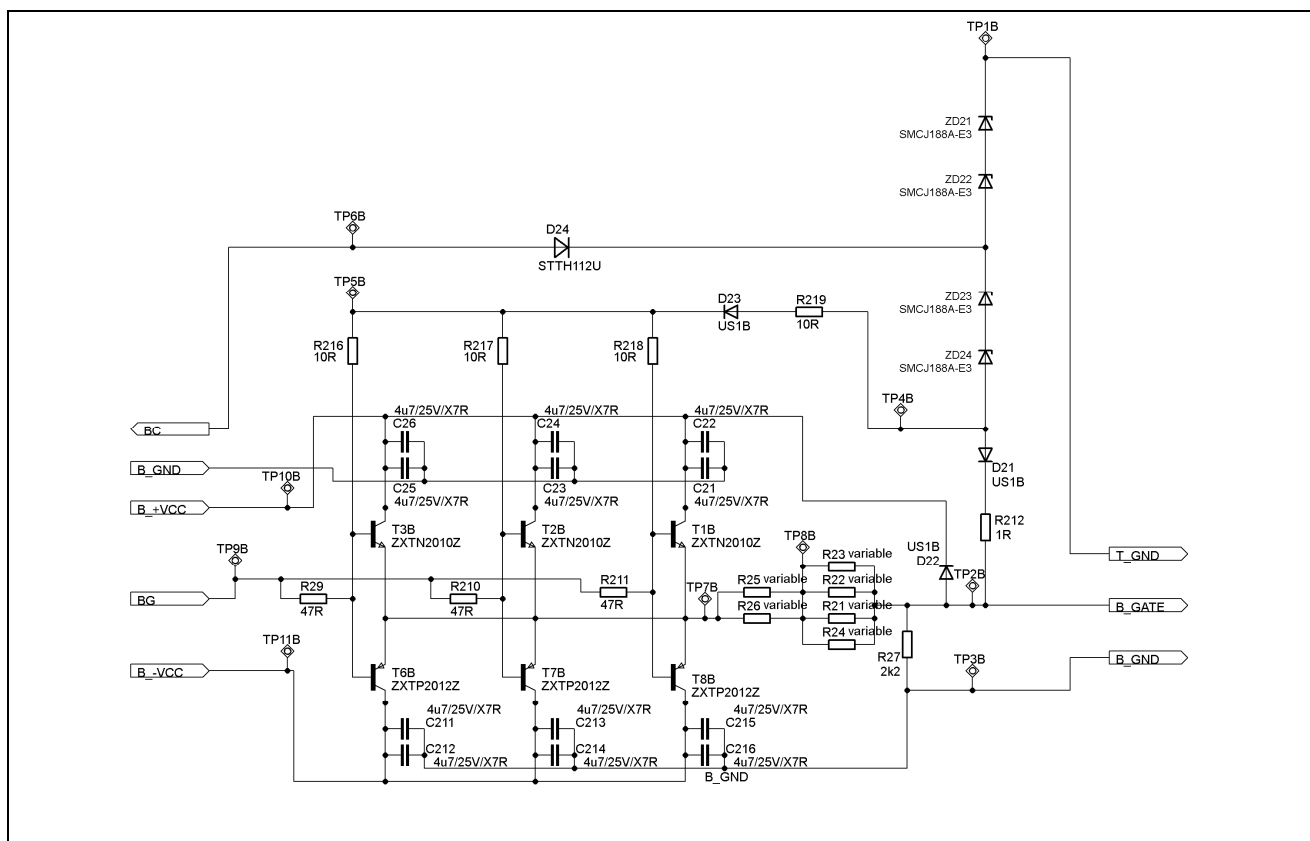 TP1B
ZD21
SMCJ188A-E3
ZD22
SMCJ188A-E3
TP6B
D24
STTH112U
TP5B
D23
US1B
R219
10R
ZD23
SMCJ188A-E3
R216
10R
R217
10R
R218
10R
ZD24
SMCJ188A-E3
TP4B
4u7/25V/X7R
4u7/25V/X7R
4u7/25V/X7R
C26
C24
C22
BC
B_GND
TP10B
C25
C23
C21
D21
US1B
4u7/25V/X7R
4u7/25V/X7R
4u7/25V/X7R
B_+VCC
R212
1R
T3B
ZXTN2010Z
T2B
ZXTN2010Z
T1B
ZXTN2010Z
TP9B
TP8B
US1B
D22
T_GND
R23 variable
R29
47R
R210
47R
R211
47R
R25 variable
R22 variable
TP2B
BG
TP7B
B_GATE
R26 variable
R21 variable
R24 variable
TP11B
R27
2k2
TP3B
B_GND
B_-VCC
T6B
ZXTP2012Z
T7B
ZXTP2012Z
T8B
ZXTP2012Z
4u7/25V/X7R
4u7/25V/X7R
4u7/25V/X7R
C211
C213
C215
C212
C214
C216
4u7/25V/X7R
4u7/25V/X7R
4u7/25V/X7R
B_GND